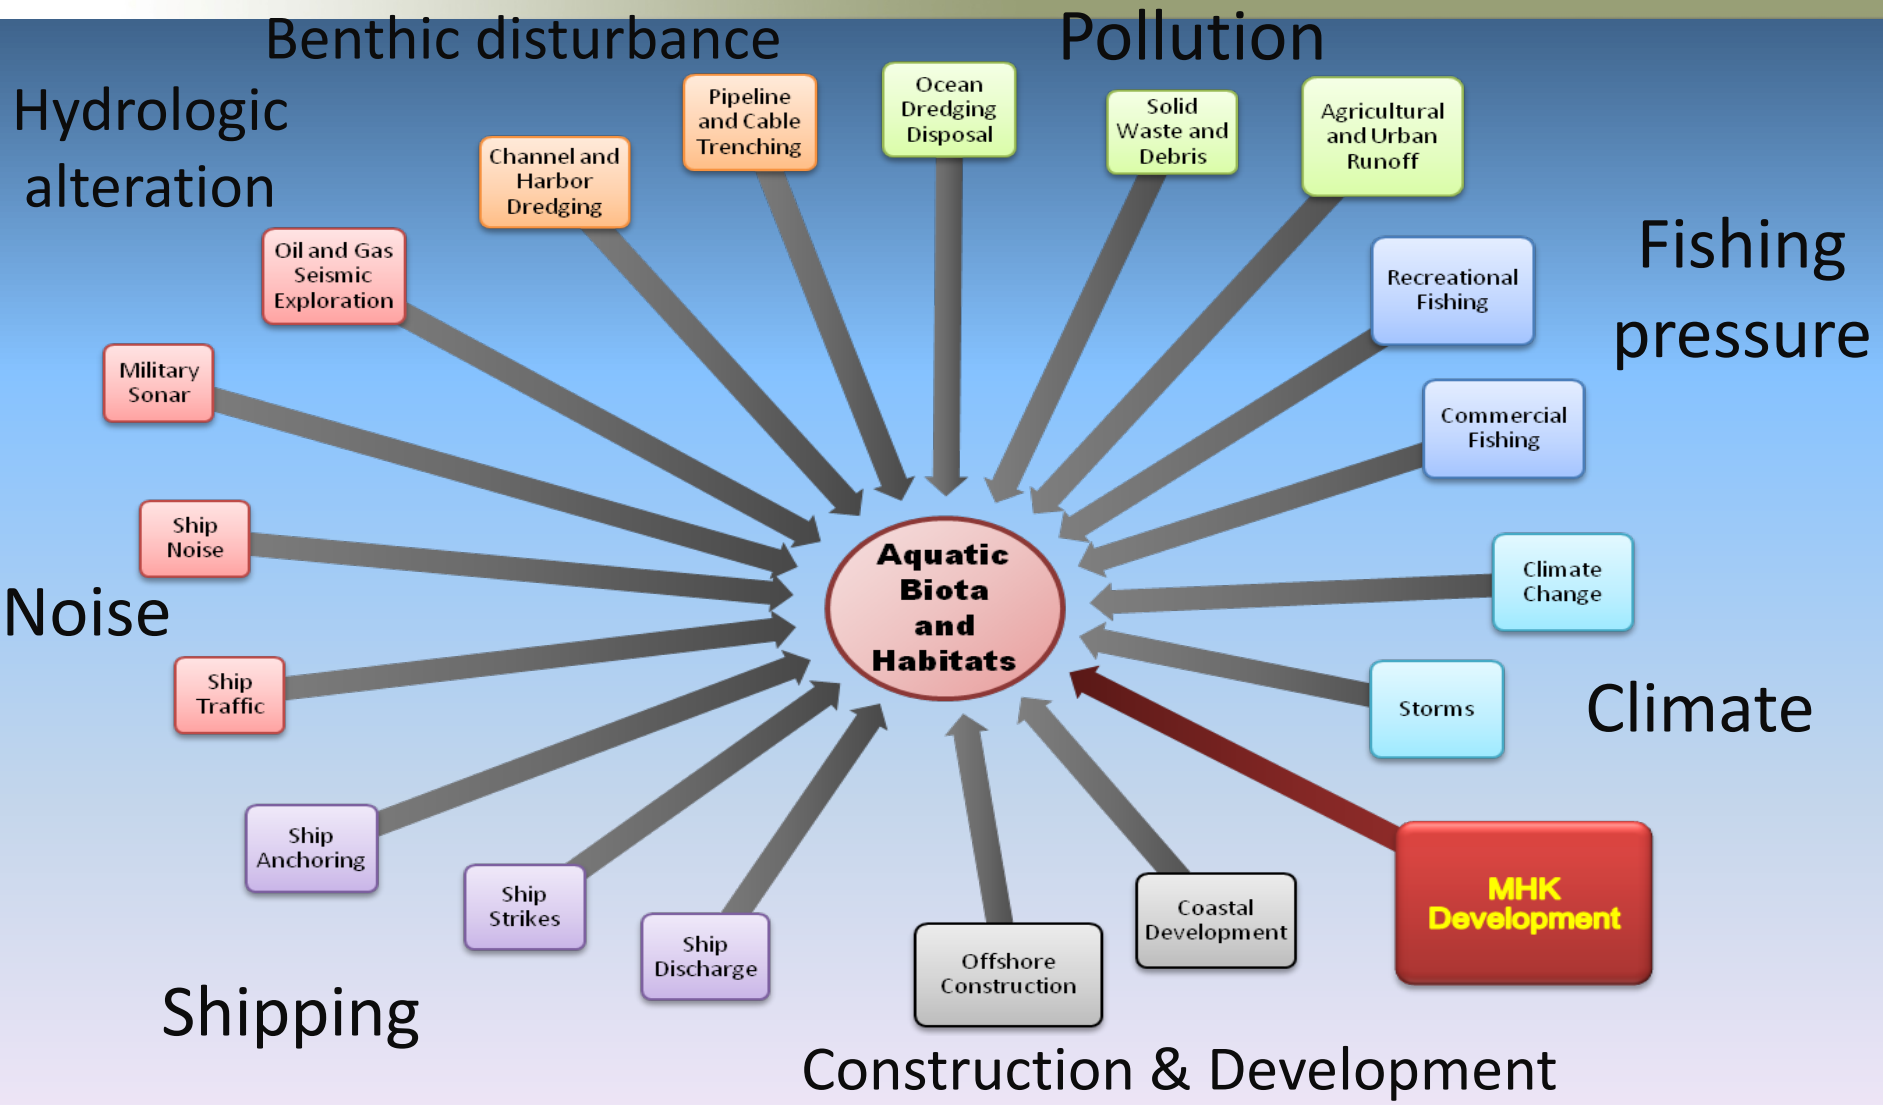 Benthic disturbance
Pollution
Hydrologic
alteration
Pipeline
and Cable
Trenching
Ocean
Dredging
Disposal
Solid
Waste and
Debris
Agricultural
and Urban
Runoff
Channel and
Harbor
Dredging
Oil and Gas
Seismic
Exploration
Recreational
Fishing
Fishing
pressure
Military
Sonar
Commercial
Fishing
Ship
Noise
Aquatic
Biota
and
Habitats
Climate
Change
Noise
Ship
Traffic
Storms
Climate
Ship
Anchoring
Ship
Strikes
Ship
Discharge
Offshore
Construction
Coastal
Development
MHK
Development
Shipping
Construction & Development